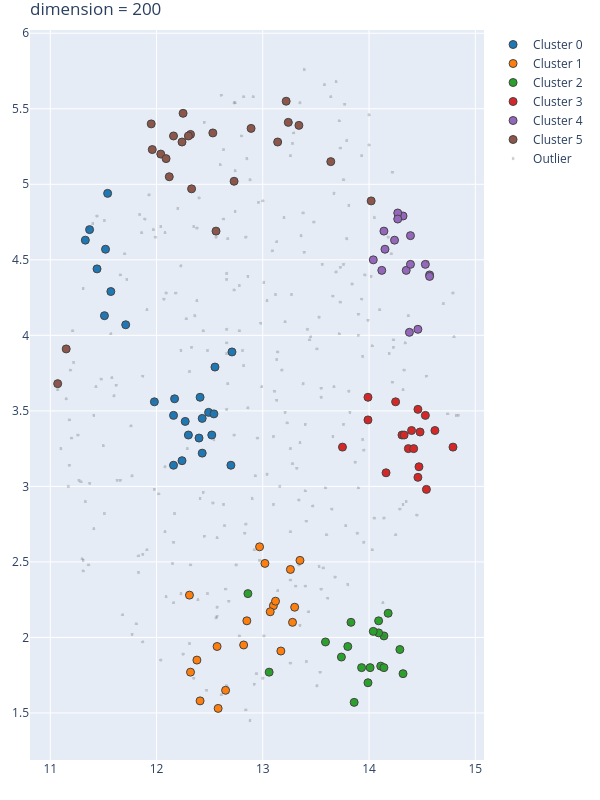 dimension = 200
6
5.5
5
4.5
4
3.5
3
2.5
2
1.5
11
12
13
14
15
Cluster 0
Cluster 1
Cluster 2
Cluster 3
Cluster 4
Cluster 5
Outlier